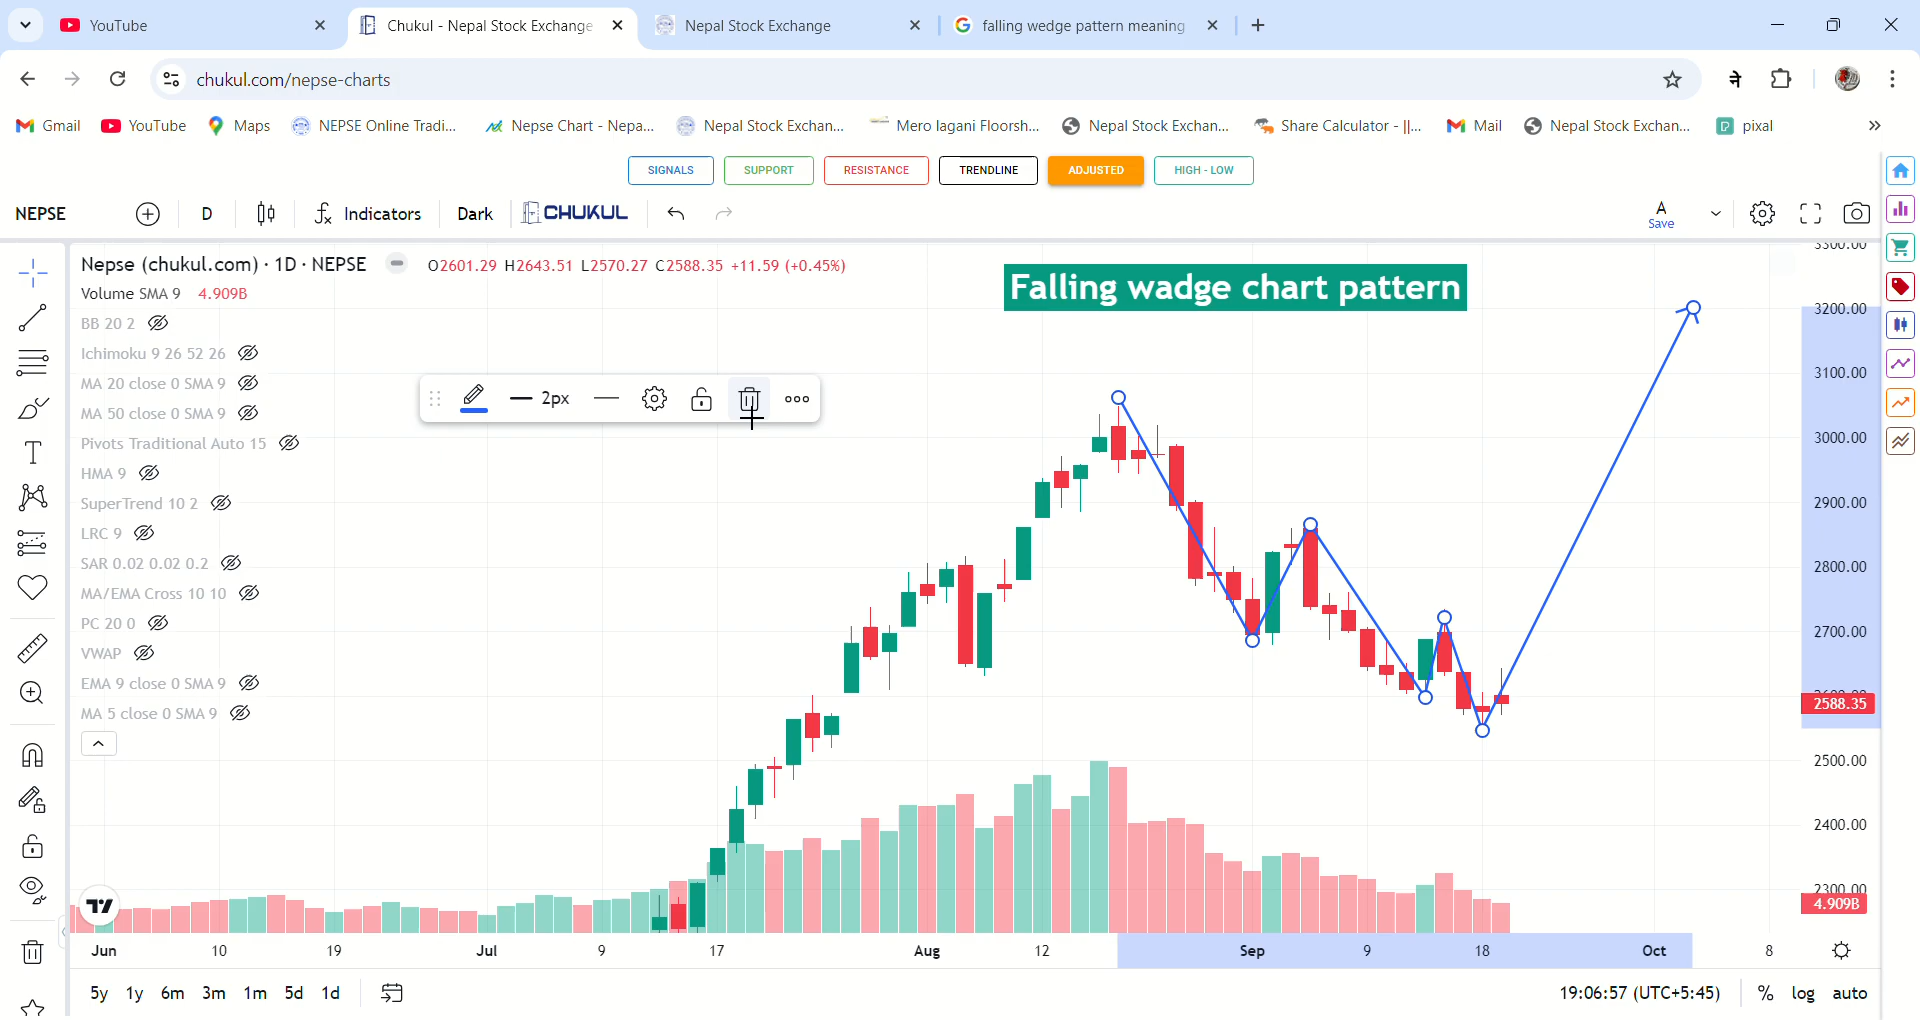 YouTube
Chukul - Nepal Stock Exchange
Nepal Stock Exchange
falling wedge pattern meaning
chukul.com/nepse-charts
ने
Gmail
YouTube
Maps
NEPSE Online Tradi...
Nepse Chart - Nepa...
Nepal Stock Exchan...
Mero lagani Floorsh...
Nepal Stock Exchan...
Share Calculator - ||...
Mail
Nepal Stock Exchan...
pixal
SIGNALS
SUPPORT
RESISTANCE
TRENDLINE
ADJUSTED
HIGH - LOW
NEPSE
D
Indicators
Dark
CHUKUL
A
Save
Nepse (chukul.com) · 1D · NEPSE
O2601.29 H2643.51 L2570.27 C2588.35 +11.59 (+0.45%)
Volume SMA 9 4.909B
BB 20 2
Ichimoku 9 26 52 26
MA 20 close 0 SMA 9
MA 50 close 0 SMA 9
Pivots Traditional Auto 15
HMA 9
SuperTrend 10 2
LRC 9
SAR 0.02 0.02 0.2
MA/EMA Cross 10 10
PC 20 0
VWAP
EMA 9 close 0 SMA 9
MA 5 close 0 SMA 9
2px
Falling wadge chart pattern
3300.00
3200.00
3100.00
3000.00
2900.00
2800.00
2700.00
2600.00
2588.35
2500.00
2400.00
2300.00
4.909B
Jun
10
19
Jul
9
17
Aug
12
Sep
9
18
Oct
8
5y 1y 6m 3m 1m 5d 1d
19:06:57 (UTC+5:45)
% log auto